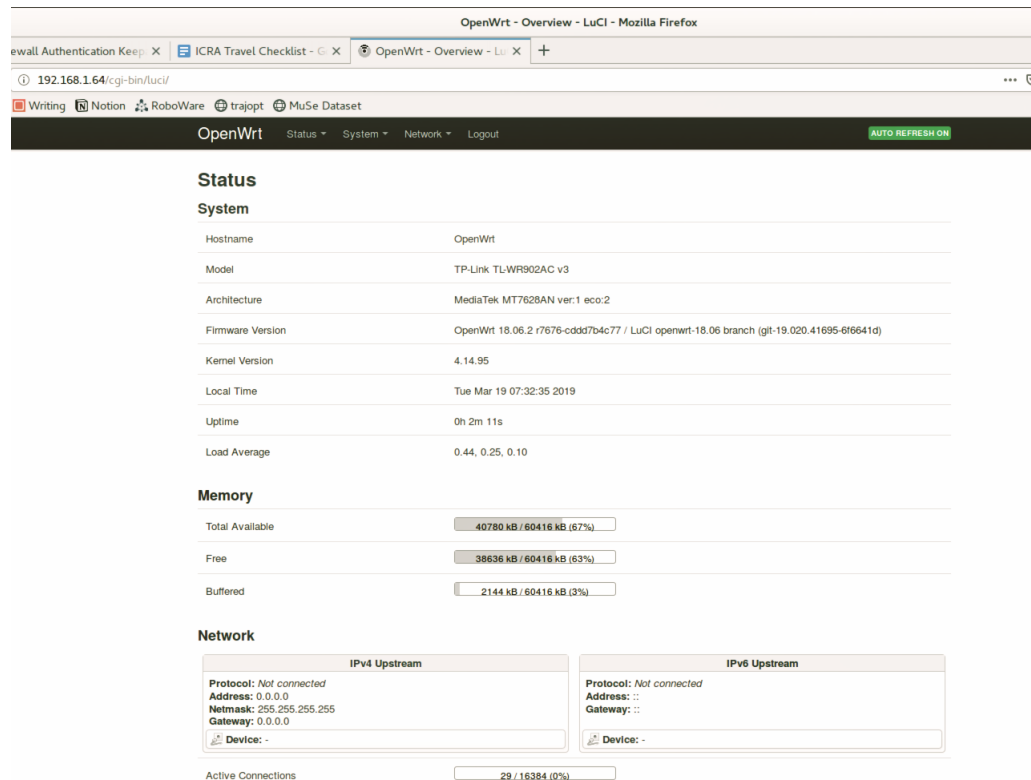 OpenWrt - Overview - LuCI - Mozilla Firefox
ewall Authentication Keep ICRA Travel Checklist - G OpenWrt - Overview - Lu
192.168.1.64/cgi-bin/luci/
Writing Notion RoboWare trajopt MuSe Dataset
OpenWrt Status System Network Logout AUTO REFRESH ON
Status
System
Hostname OpenWrt
Model TP-Link TL-WR902AC v3
Architecture MediaTek MT7628AN ver:1 eco:2
Firmware Version OpenWrt 18.06.2 r7676-cddd7b4c77 / LuCI openwrt-18.06 branch (git-19.020.41695-6f6641d)
Kernel Version 4.14.95
Local Time Tue Mar 19 07:32:35 2019
Uptime 0h 2m 11s
Load Average 0.44, 0.25, 0.10
Memory
Total Available 40780 kB / 60416 kB (67%)
Free 38636 kB / 60416 kB (63%)
Buffered 2144 kB / 60416 kB (3%)
Network
IPv4 Upstream IPv6 Upstream
Protocol: Not connected Protocol: Not connected
Address: 0.0.0.0 Address: ::
Netmask: 255.255.255.255 Gateway: ::
Gateway: 0.0.0.0
Device: - Device: -
Active Connections 29 / 16384 (0%)